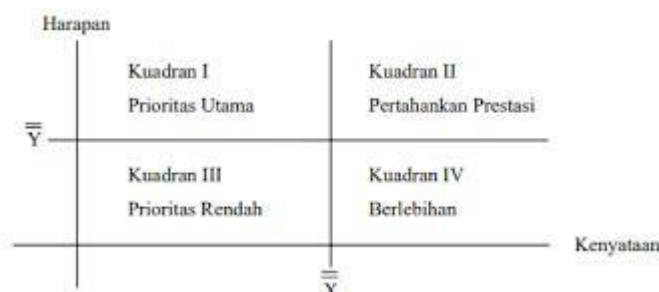 Harapan
Kuadran I
Prioritas Utama
Kuadran II
Pertahankan Prestasi
Y
Kuadran III
Prioritas Rendah
Kuadran IV
Berlebihan
Kenyataan
X